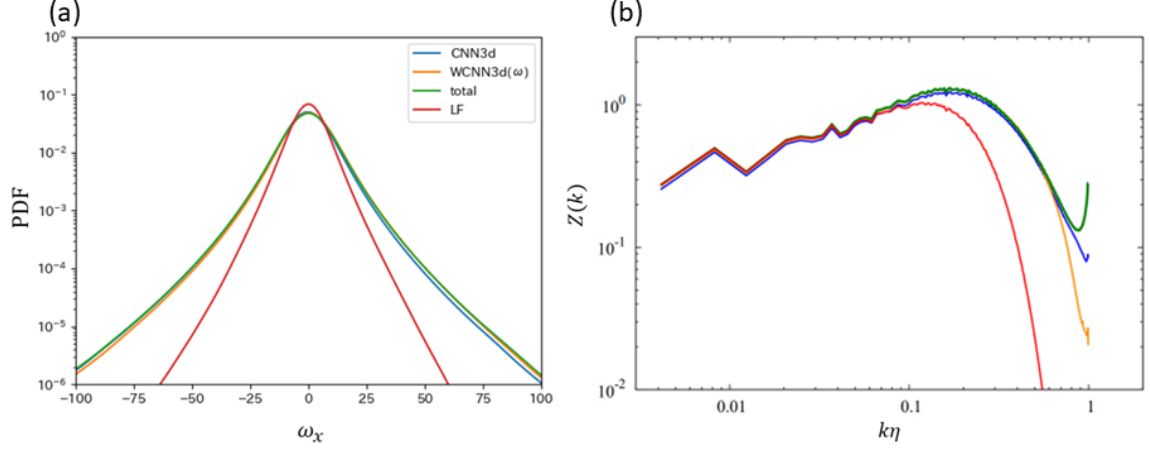 (a)
10^0
10^-1
10^-2
10^-3
10^-4
10^-5
10^-6
PDF
CNN3d
WCNN3d(ω)
total
LF
−100 −75 −50 −25 0 25 50 75 100
ω_x
(b)
10^0
10^-1
10^-2
Z(k)
0.01 0.1 1
kη